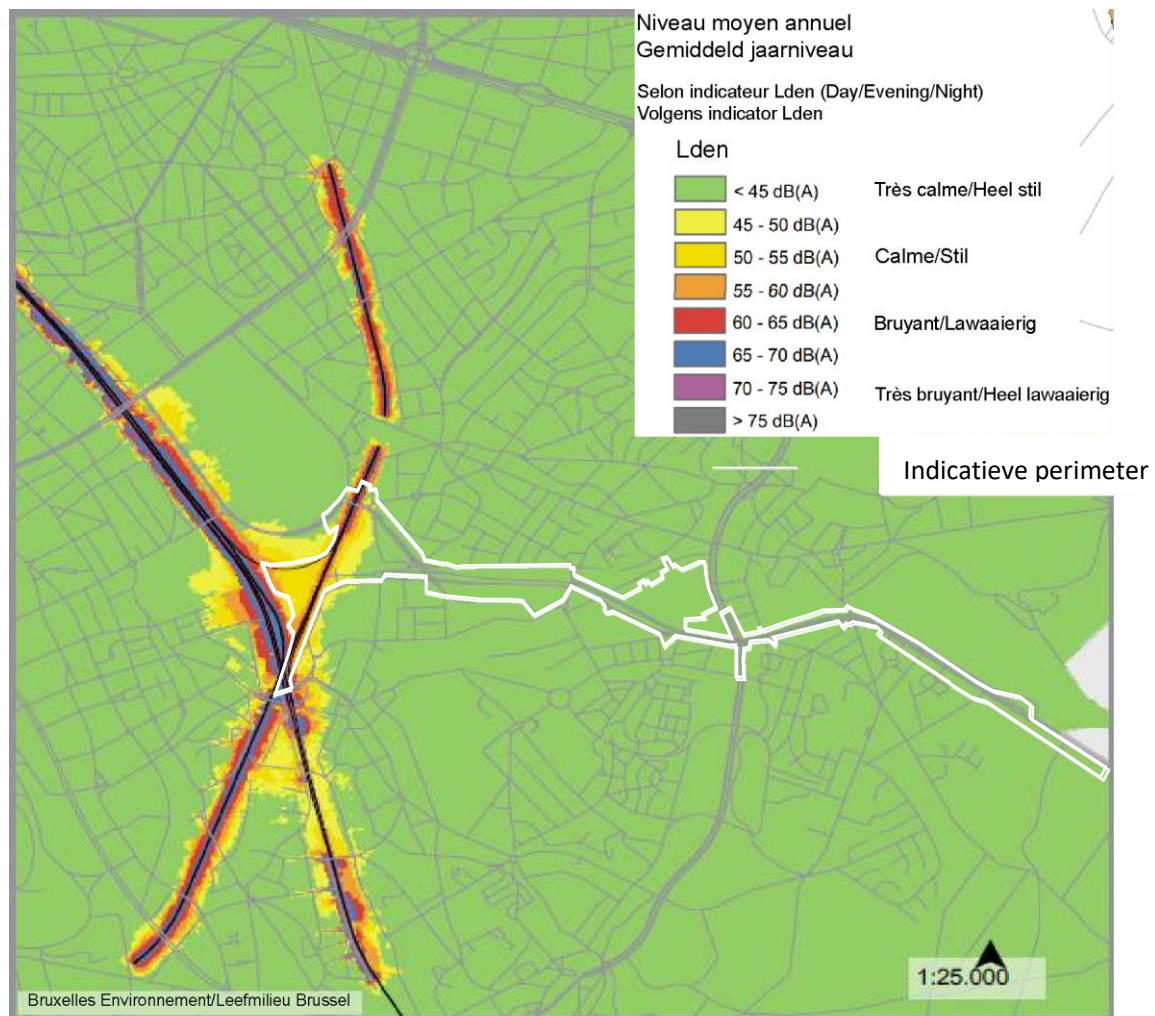 Niveau moyen annuel
Gemiddeld jaarniveau
Selon indicateur Lden (Day/Evening/Night)
Volgens indicator Lden
Lden
< 45 dB(A) Très calme/Heel stil
45 - 50 dB(A)
50 - 55 dB(A) Calme/Stil
55 - 60 dB(A)
60 - 65 dB(A) Bruyant/Lawaaierig
65 - 70 dB(A)
70 - 75 dB(A) Très bruyant/Heel lawaaierig
> 75 dB(A)
Indicatieve perimeter
1:25.000
Bruxelles Environnement/Leefmilieu Brussel